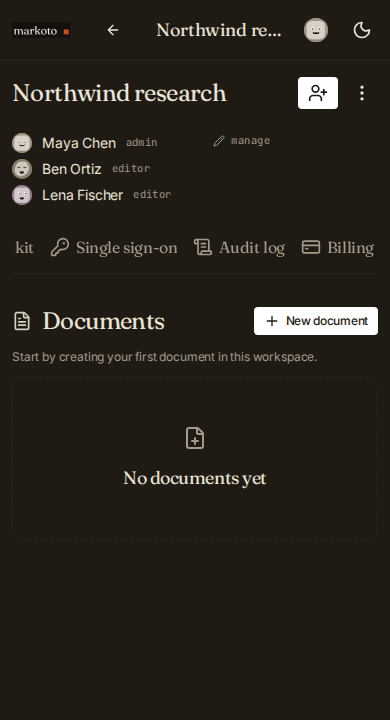 markoto
Northwind re...
Northwind research
Maya Chen admin
manage
Ben Ortiz editor
Lena Fischer editor
kit Single sign-on Audit log Billing
Documents
New document
Start by creating your first document in this workspace.
No documents yet